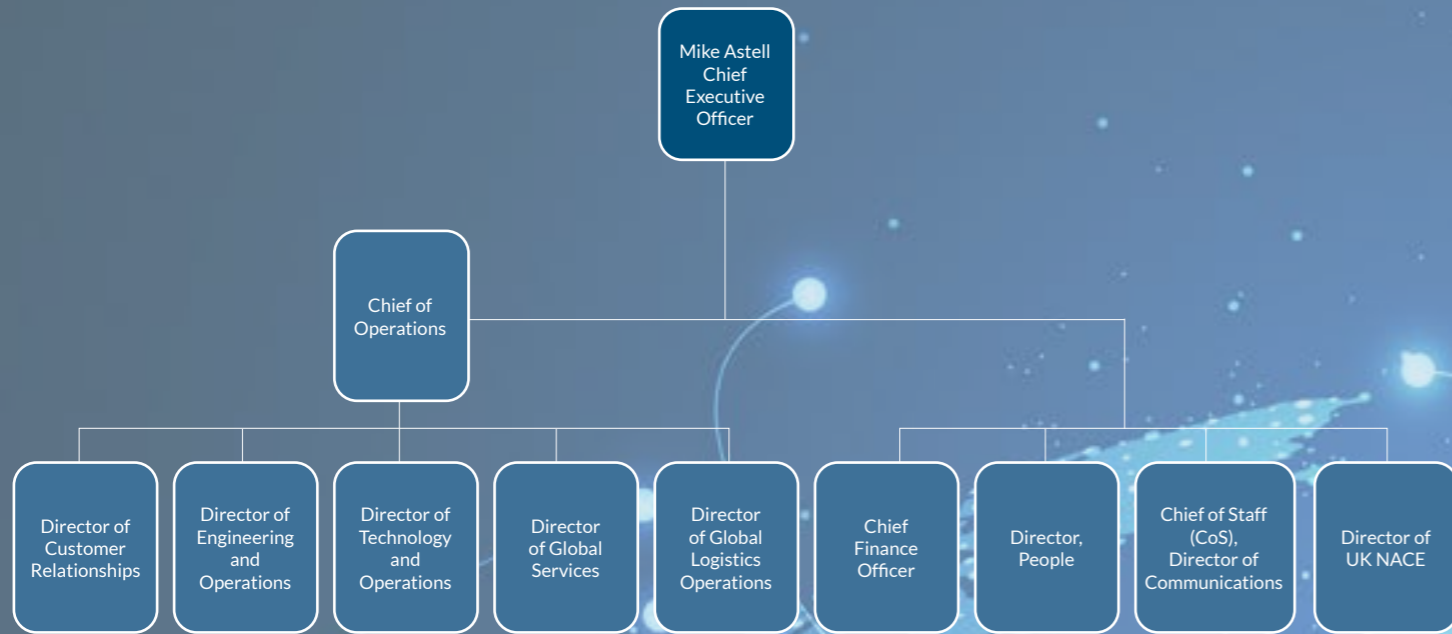 Mike Astell
Chief
Executive
Officer
Chief of
Operations
Director of
Customer
Relationships
Director of
Engineering
and
Operations
Director of
Technology
and
Operations
Director
of Global
Services
Director
of Global
Logistics
Operations
Chief
Finance
Officer
Director,
People
Chief of Staff
(CoS),
Director of
Communications
Director of
UK NACE